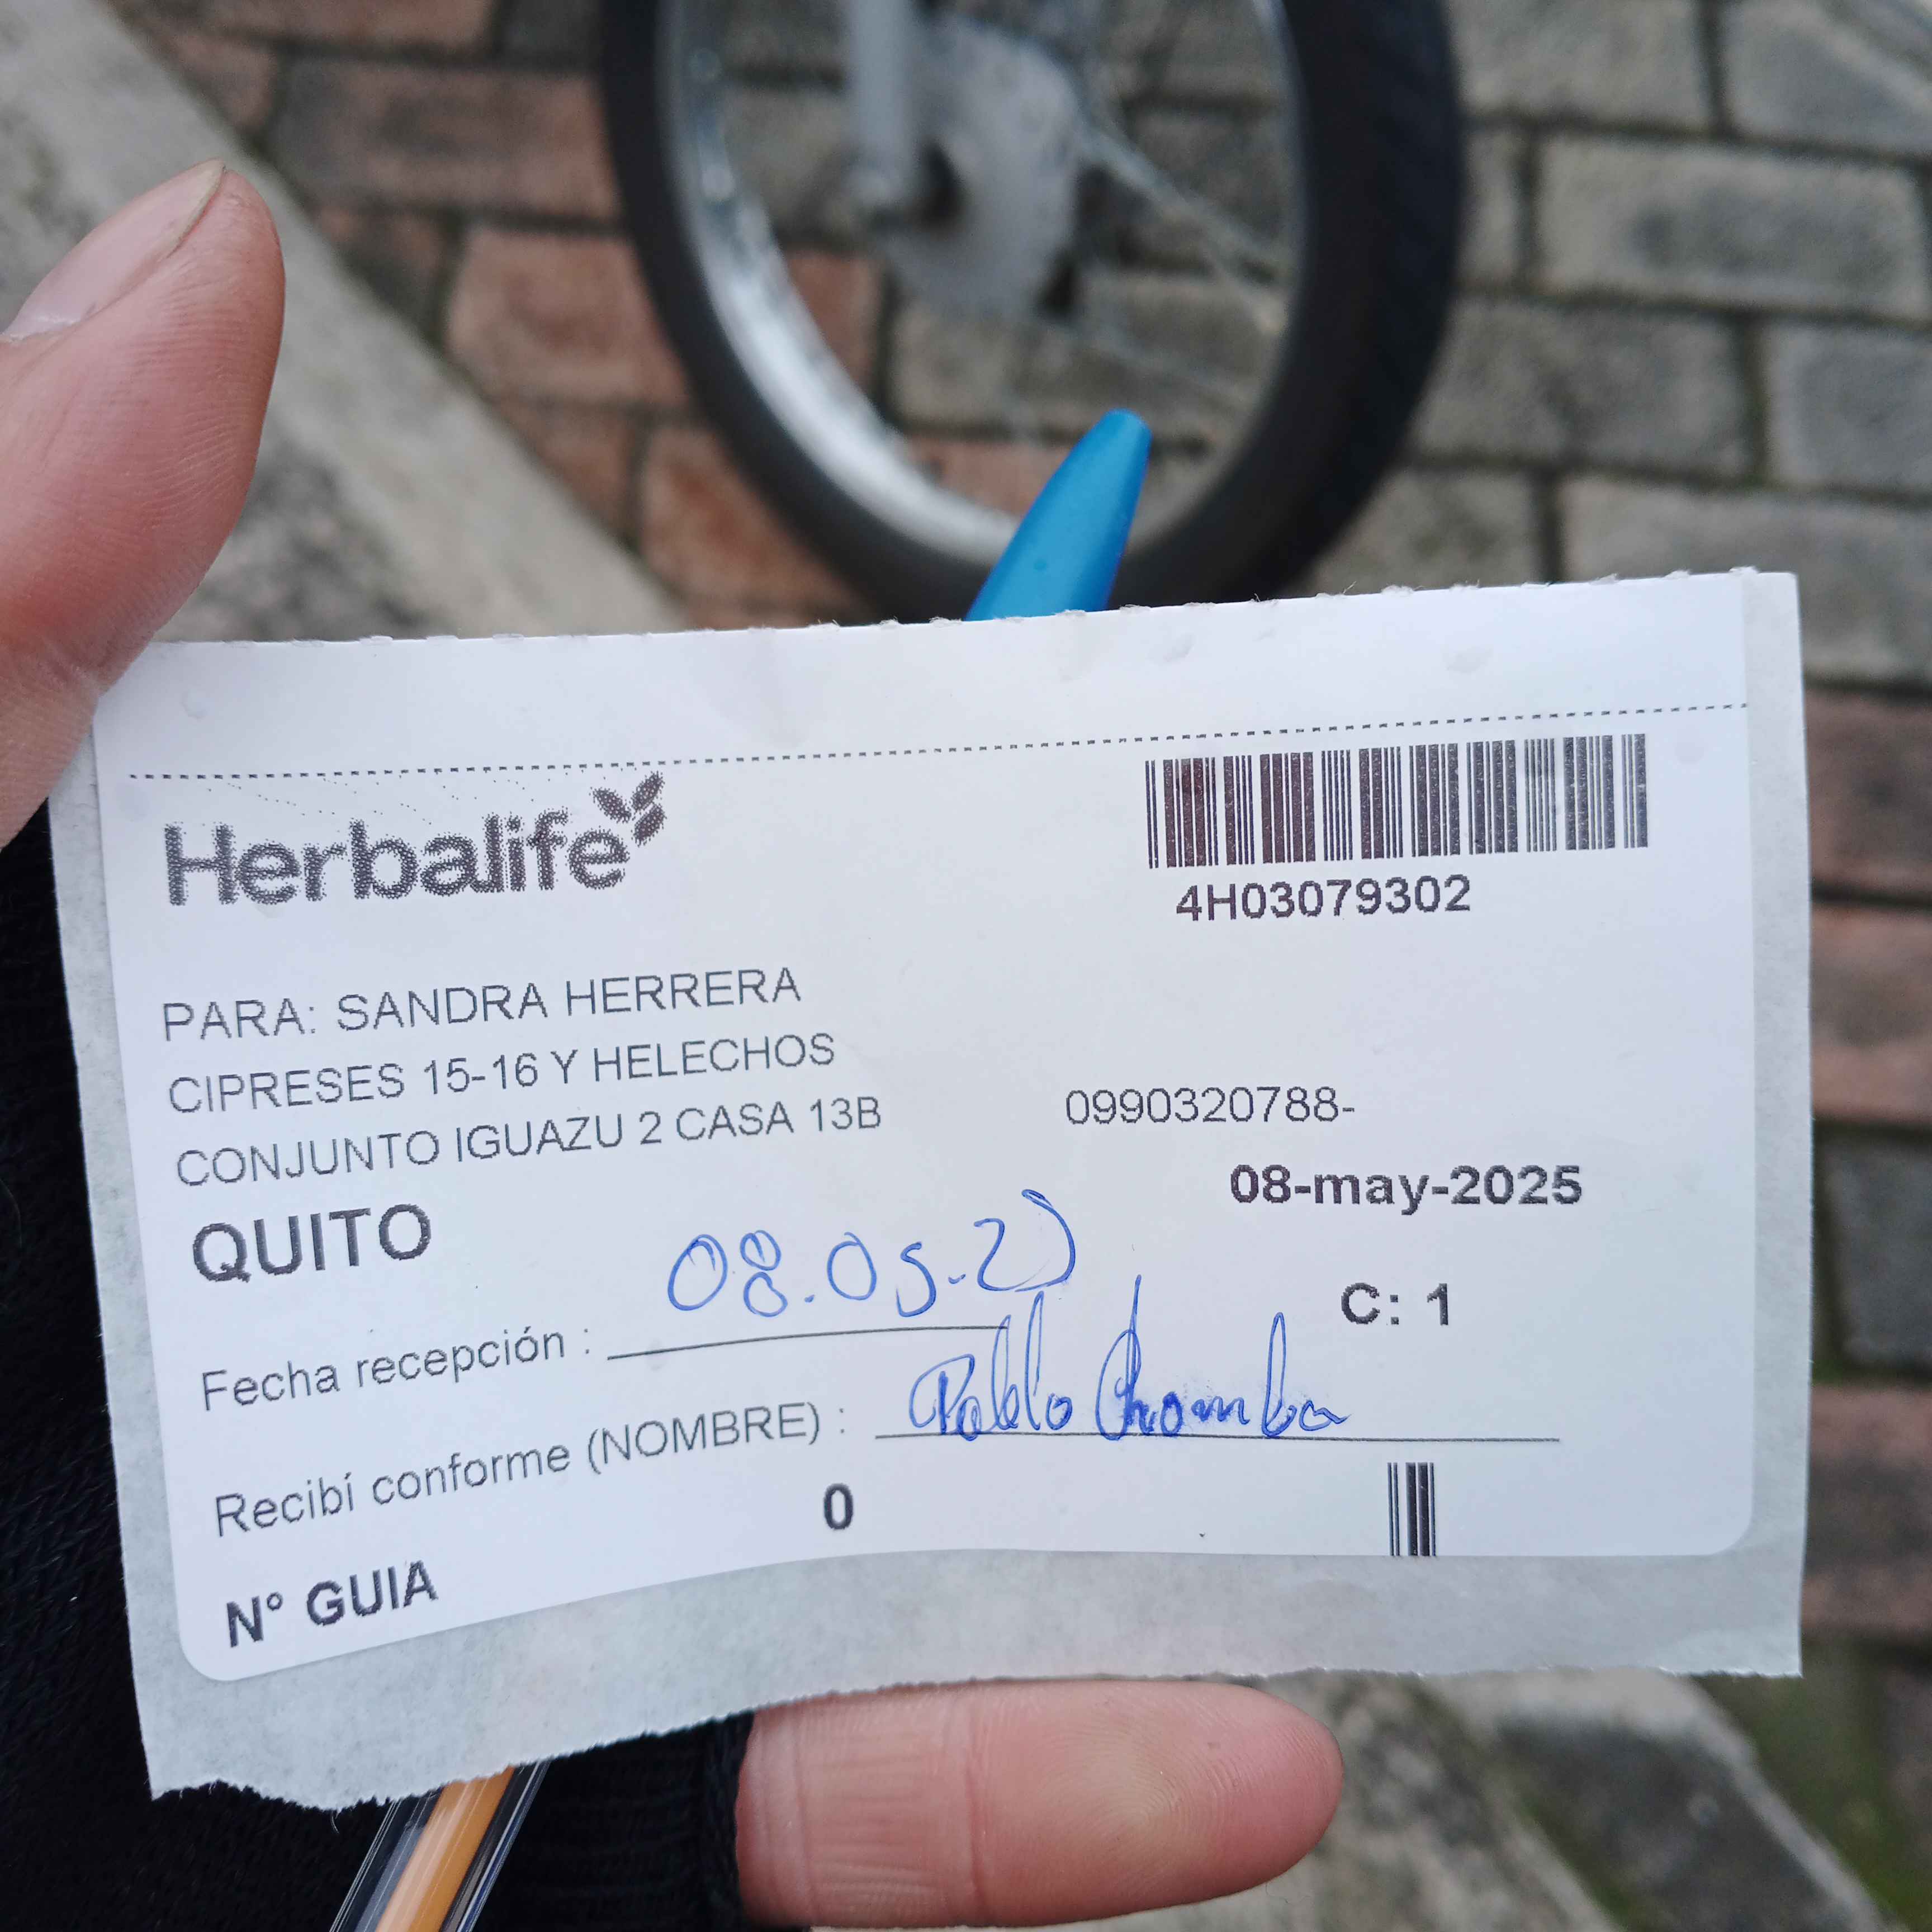 Herbalife
4H03079302
PARA: SANDRA HERRERA
CIPRESES 15-16 Y HELECHOS
CONJUNTO IGUAZU 2 CASA 13B
0990320788-
QUITO
08-may-2025
C: 1
Fecha recepción : 08.05.25
Recibí conforme (NOMBRE) : Pablo
N° GUIA
0